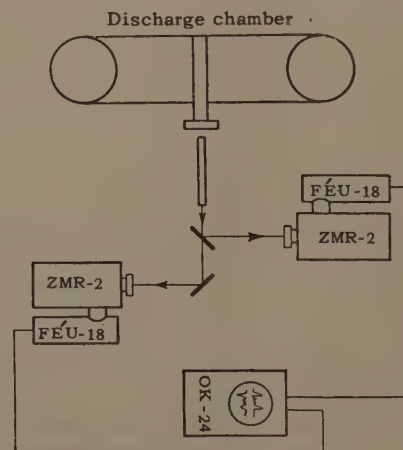 Discharge chamber
FÉU-18
ZMR-2
ZMR-2
FÉU-18
OK-24